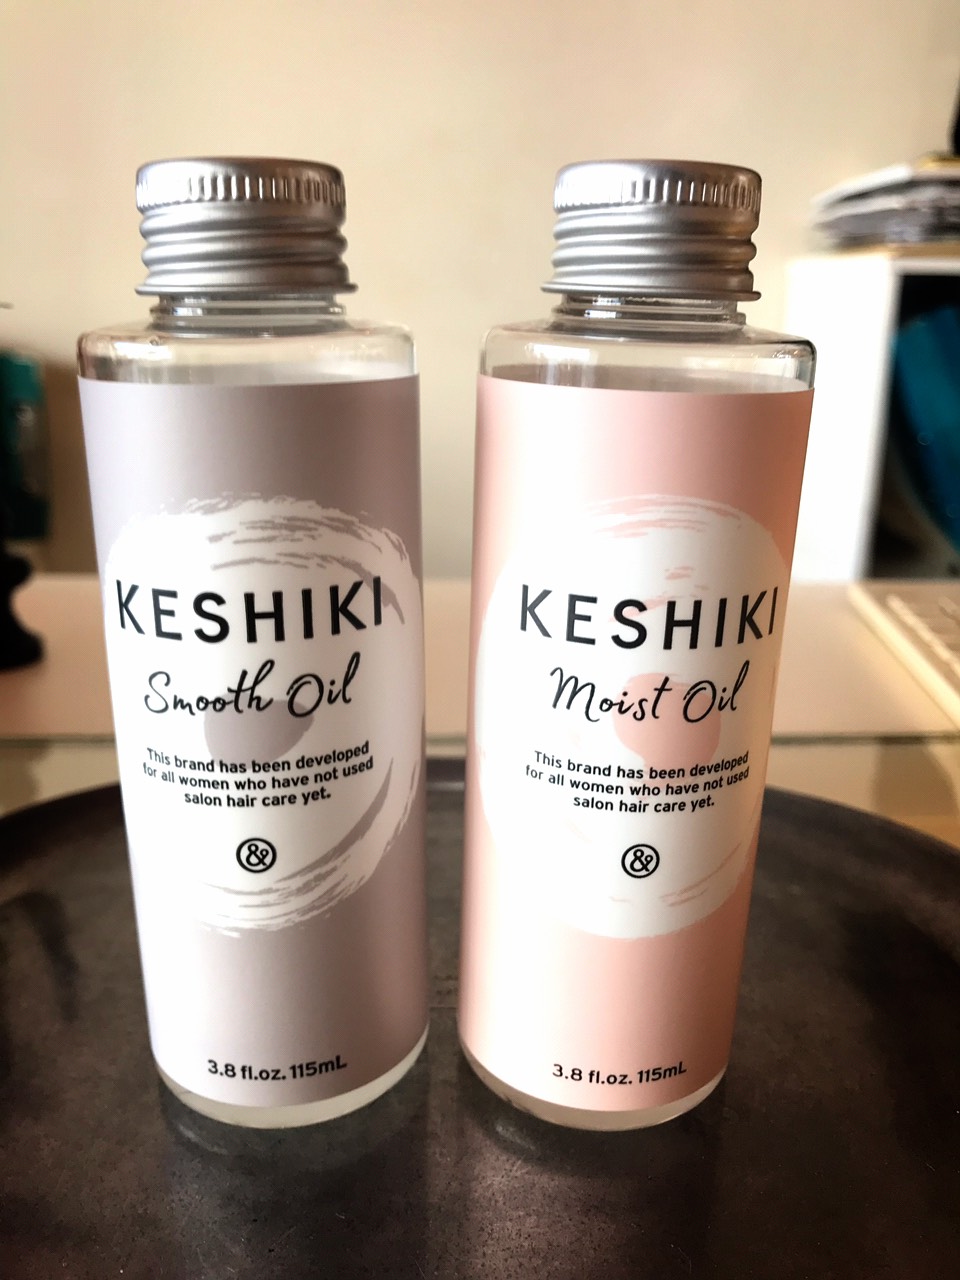 KESHIKI
Smooth Oil
This brand has been developed
for all women who have not used
salon hair care yet.
&
3.8 fl.oz. 115mL
KESHIKI
Moist Oil
This brand has been developed
for all women who have not used
salon hair care yet.
&
3.8 fl.oz. 115mL